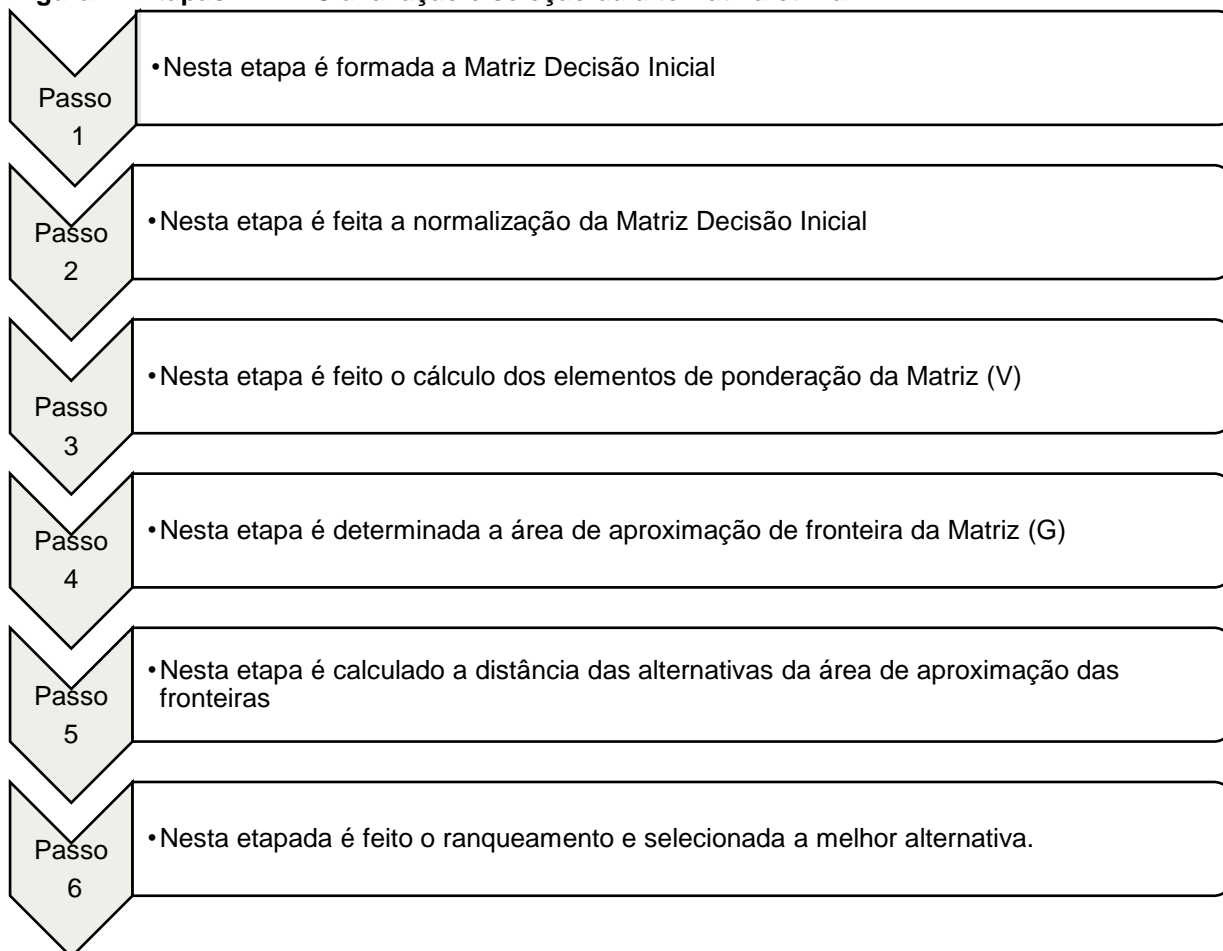 Passo
1
•Nesta etapa é formada a Matriz Decisão Inicial
Passo
2
•Nesta etapa é feita a normalização da Matriz Decisão Inicial
Passo
3
•Nesta etapa é feito o cálculo dos elementos de ponderação da Matriz (V)
Passo
4
•Nesta etapa é determinada a área de aproximação de fronteira da Matriz (G)
Passo
5
•Nesta etapa é calculado a distância das alternativas da área de aproximação das
fronteiras
Passo
6
•Nesta etapada é feito o ranqueamento e selecionada a melhor alternativa.